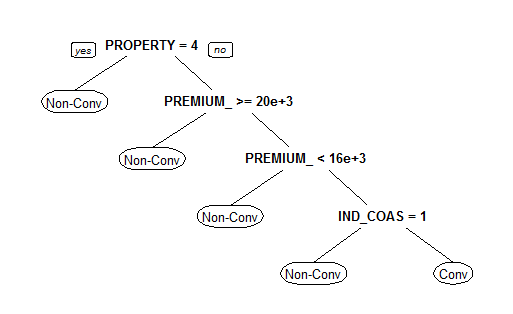 yes PROPERTY = 4 no
Non-Conv PREMIUM_ >= 20e+3
Non-Conv PREMIUM_ < 16e+3
Non-Conv IND_COAS = 1
Non-Conv Conv